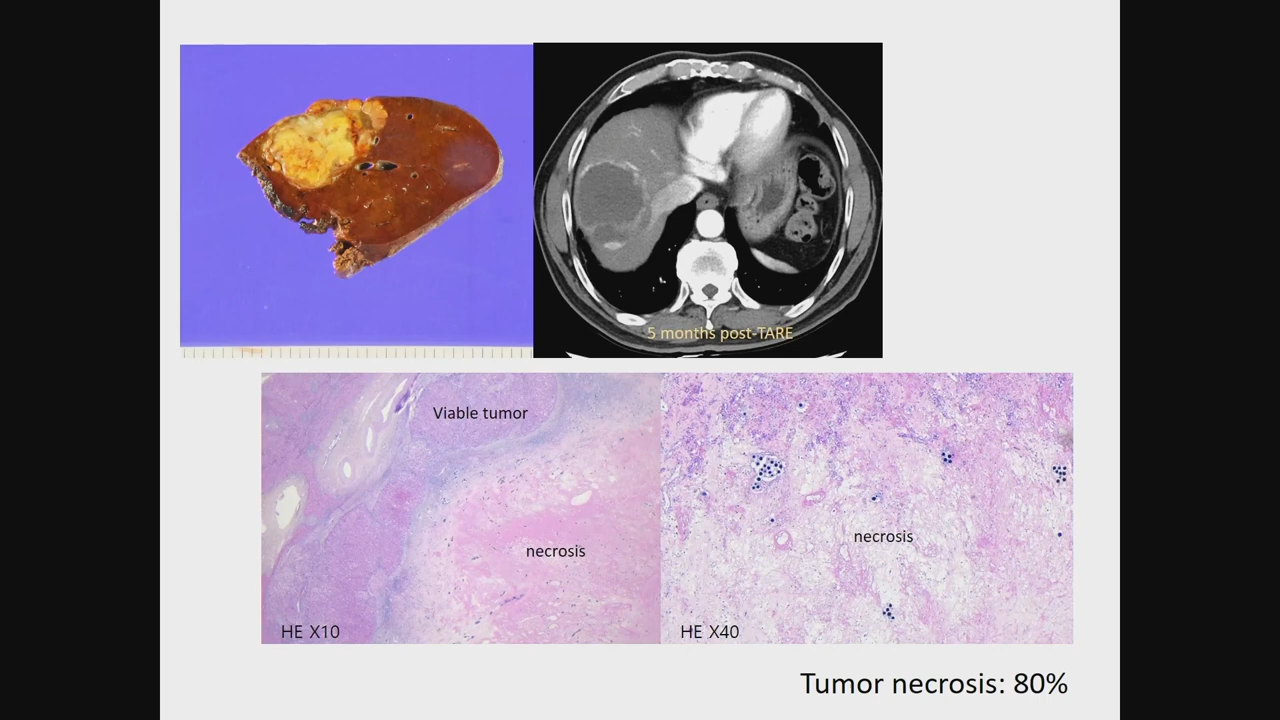 5 months post-TARE
Viable tumor
necrosis
necrosis
HE X10
HE X40
Tumor necrosis: 80%